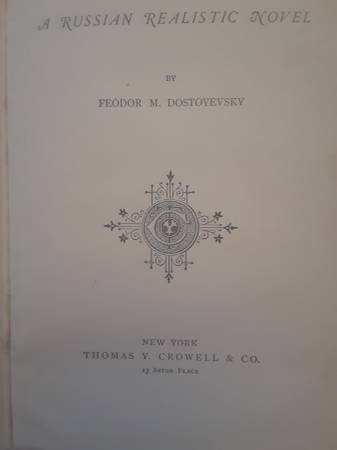 A RUSSIAN REALISTIC NOVEL
BY
FEÓDOR M. DOSTOYEVSKY
NEW YORK
THOMAS Y. CROWELL & CO.
13 ASTOR PLACE